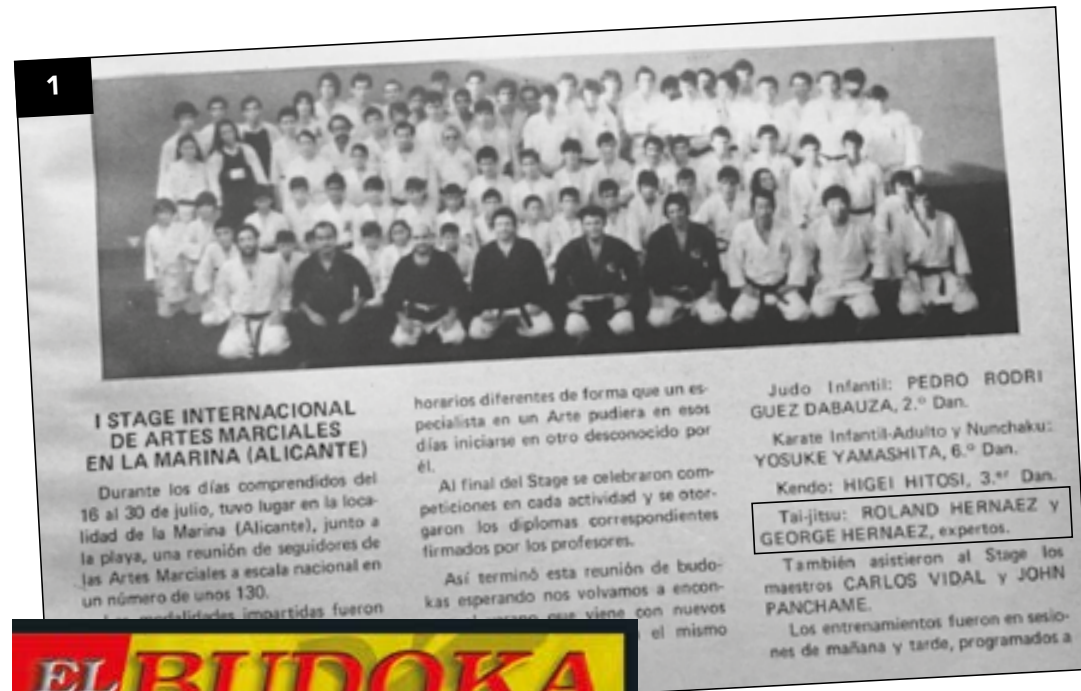 1
I STAGE INTERNACIONAL
DE ARTES MARCIALES
EN LA MARINA (ALICANTE)
Durante los días comprendidos del
16 al 30 de julio, tuvo lugar en la loca-
lidad de la Marina (Alicante), junto a
la playa, una reunión de seguidores de
las Artes Marciales a escala nacional en
un número de unos 130.
modalidades impartidas fueron
horarios diferentes de forma que un es-
pecialista en un Arte pudiera en esos
días iniciarse en otro desconocido por
él.
Al final del Stage se celebraron com-
peticiones en cada actividad y se otor-
garon los diplomas correspondientes
firmados por los profesores.
Así terminó esta reunión de budo-
kas esperando nos volvamos a encon-
verano que viene con nuevos
el mismo
Judo Infantil: PEDRO RODRI
GUEZ DABAUZA, 2.º Dan.
Karate Infantil-Adulto y Nunchaku:
YOSUKE YAMASHITA, 6.º Dan.
Kendo: HIGEI HITOSI, 3.er Dan.
Tai-jitsu: ROLAND HERNAEZ y
GEORGE HERNAEZ, expertos.
También asistieron al Stage los
maestros CARLOS VIDAL y JOHN
PANCHAME.
Los entrenamientos fueron en sesio-
nes de mañana y tarde, programados a
EL BUDOKA